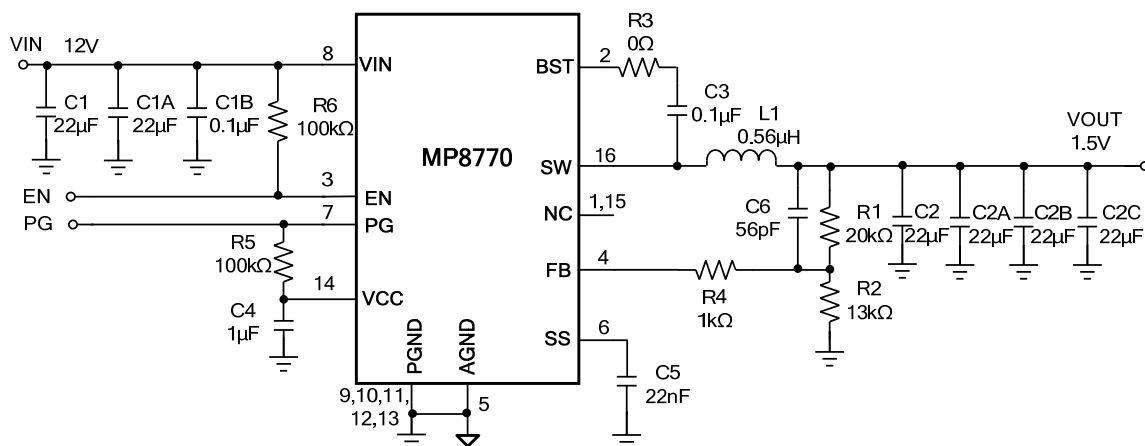 VIN 12V
8
VIN
C1
22µF
C1A
22µF
C1B
0.1µF
R6
100kΩ
EN
3
EN
PG
7
PG
R5
100kΩ
14
VCC
C4
1µF
MP8770
PGND
AGND
9,10,11,
12,13
5
BST
2
R3
0Ω
C3
0.1µF
SW
16
L1
0.56µH
NC
1,15
FB
4
R4
1kΩ
C6
56pF
R1
20kΩ
R2
13kΩ
SS
6
C5
22nF
C2
22µF
C2A
22µF
C2B
22µF
C2C
22µF
VOUT
1.5V